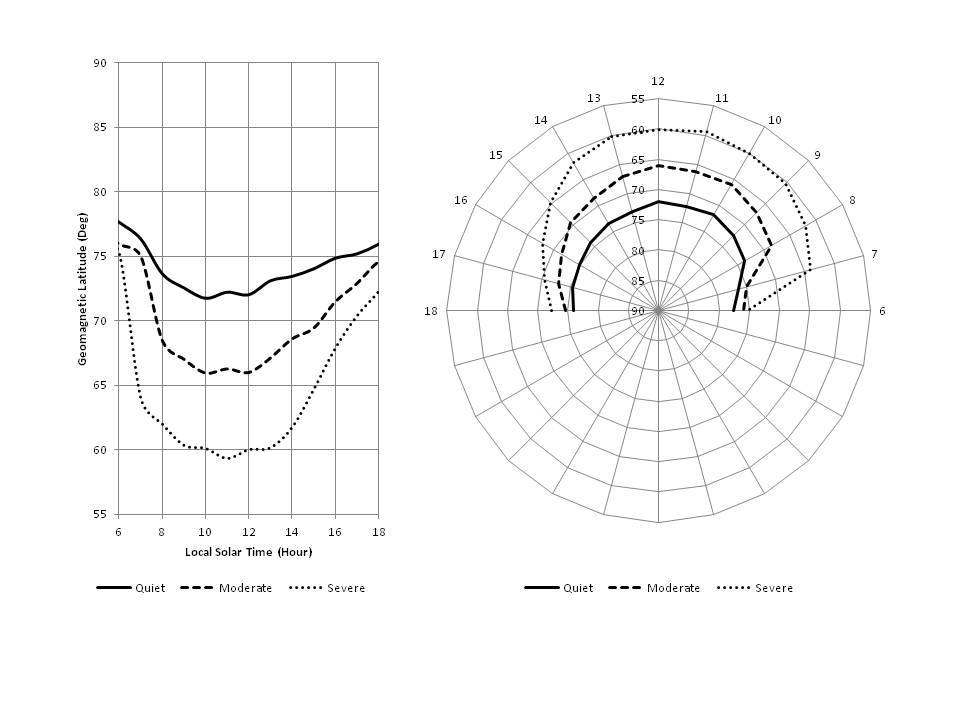 90
85
80
75
70
65
60
55
Geomagnetic Latitude (Deg)
6 8 10 12 14 16 18
Local Solar Time (Hour)
Quiet Moderate Severe
12
13 55 11
14 60 10
15 65 9
16 70 8
75
17 80 7
85
18 90 6
Quiet Moderate Severe